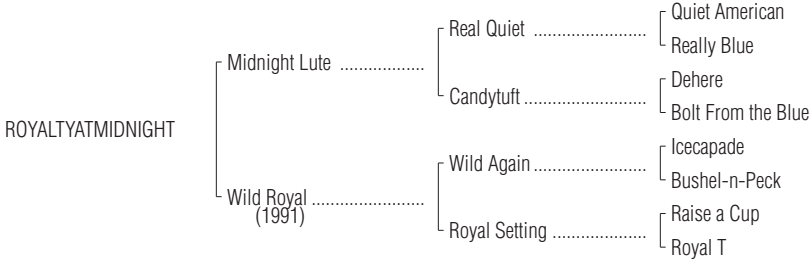 Quiet American
Real Quiet ........................
Really Blue
Midnight Lute ..................
Dehere
Candytuft ..........................
Bolt From the Blue
ROYALTYATMIDNIGHT
Icecapade
Wild Again ........................
Bushel-n-Peck
Wild Royal ........................
(1991)
Raise a Cup
Royal Setting ....................
Royal T